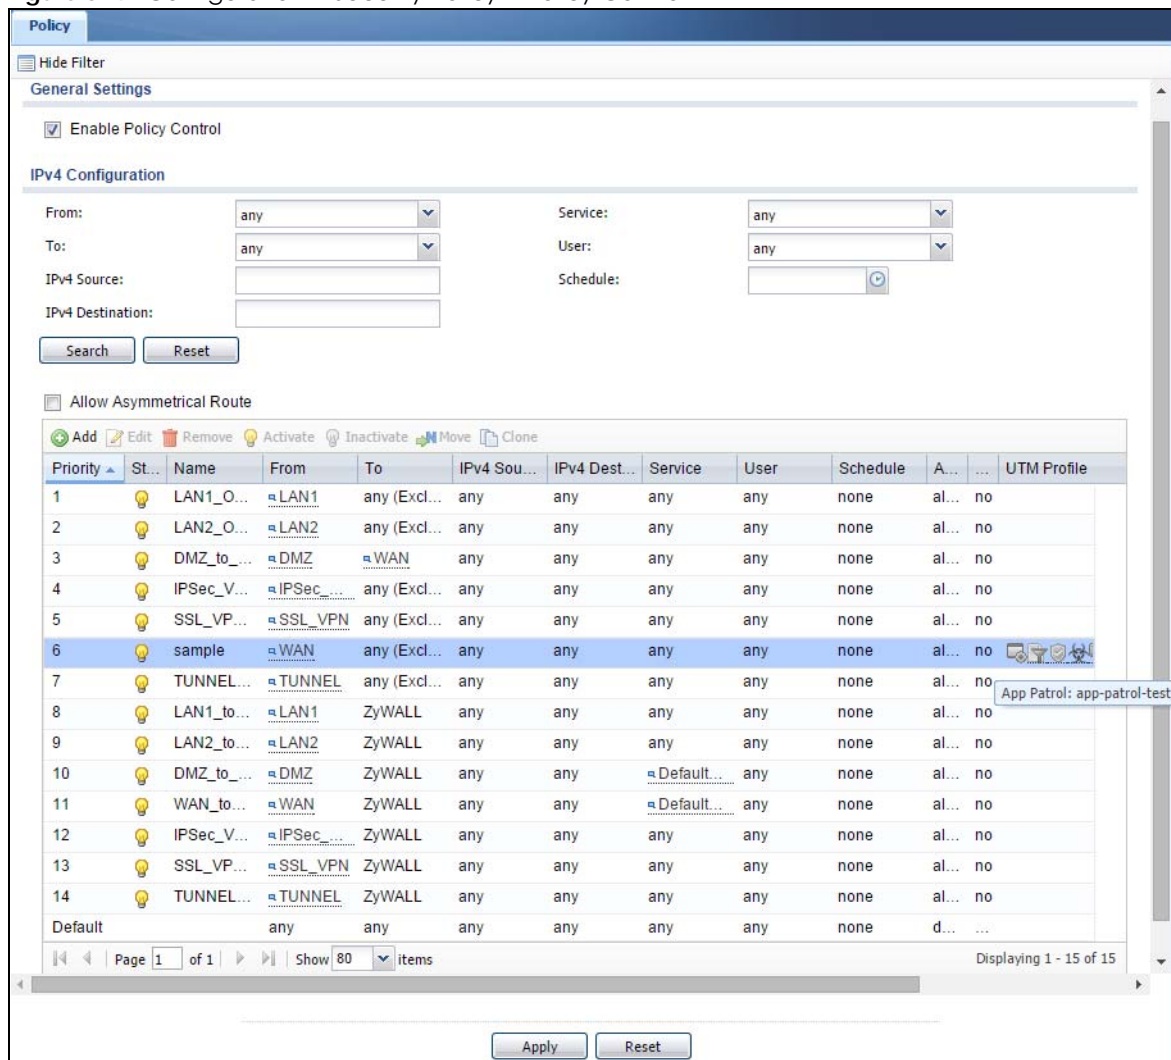 Policy
Hide Filter
General Settings
Enable Policy Control
IPv4 Configuration
From: any Service: any
To: any User: any
IPv4 Source: Schedule:
IPv4 Destination:
Search Reset
Allow Asymmetrical Route
Add Edit Remove Activate Inactivate Move Clone
Priority St... Name From To IPv4 Sou... IPv4 Dest... Service User Schedule A... ... UTM Profile
1 LAN1_O... LAN1 any (Excl... any any any any none al... no
2 LAN2_O... LAN2 any (Excl... any any any any none al... no
3 DMZ_to_... DMZ WAN any any any any none al... no
4 IPSec_V... IPSec_... any (Excl... any any any any none al... no
5 SSL_VP... SSL_VPN any (Excl... any any any any none al... no
6 sample WAN any (Excl... any any any any none al... no
7 TUNNEL... TUNNEL any (Excl... any any any any none al... no
App Patrol: app-patrol-test
8 LAN1_to... LAN1 ZyWALL any any any any none al... no
9 LAN2_to... LAN2 ZyWALL any any any any none al... no
10 DMZ_to_... DMZ ZyWALL any any Default... any none al... no
11 WAN_to... WAN ZyWALL any any Default... any none al... no
12 IPSec_V... IPSec_... ZyWALL any any any any none al... no
13 SSL_VP... SSL_VPN ZyWALL any any any any none al... no
14 TUNNEL... TUNNEL ZyWALL any any any any none al... no
Default any any any any any any none d... ...
Page 1 of 1 Show 80 items Displaying 1 - 15 of 15
Apply Reset